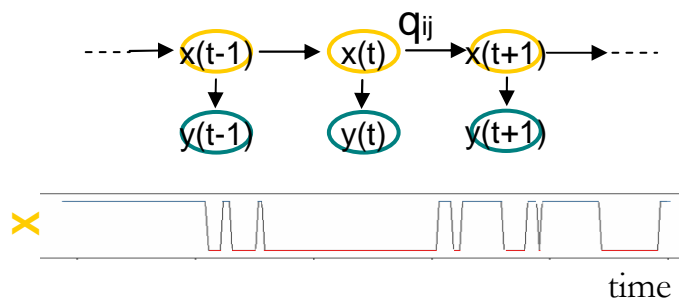 qij
x(t-1) x(t) x(t+1)
y(t-1) y(t) y(t+1)
x
time